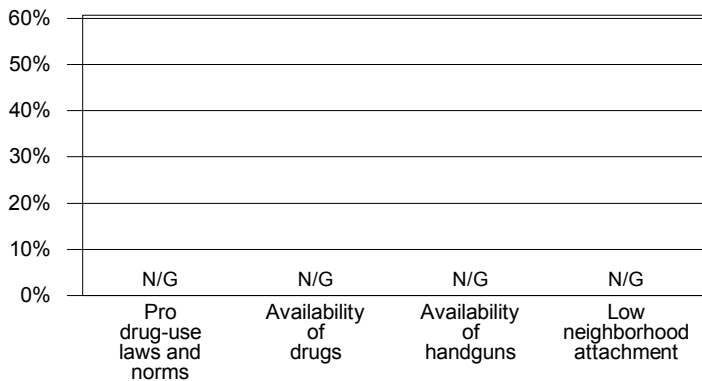 60%
50%
40%
30%
20%
10%
0%
N/G
N/G
N/G
N/G
Pro
drug-use
laws and
norms
Availability
of
drugs
Availability
of
handguns
Low
neighborhood
attachment